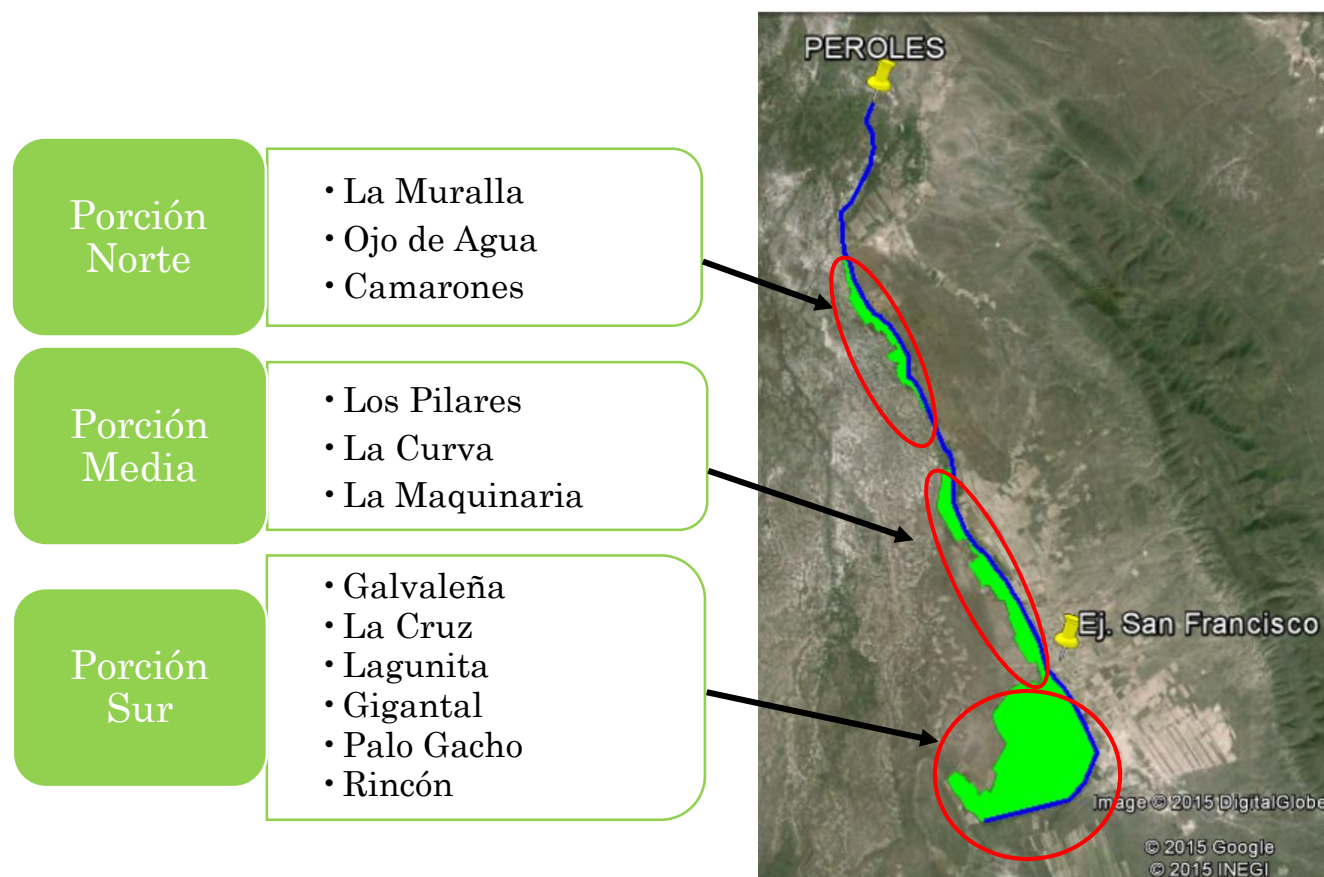 Porción
Norte
• La Muralla
• Ojo de Agua
• Camarones
Porción
Media
• Los Pilares
• La Curva
• La Maquinaria
Porción
Sur
• Galvaleña
• La Cruz
• Lagunita
• Gigantal
• Palo Gacho
• Rincón
PEROLES
Ej. San Francisco
Image © 2015 DigitalGlobe
© 2015 Google
© 2015 INEGI